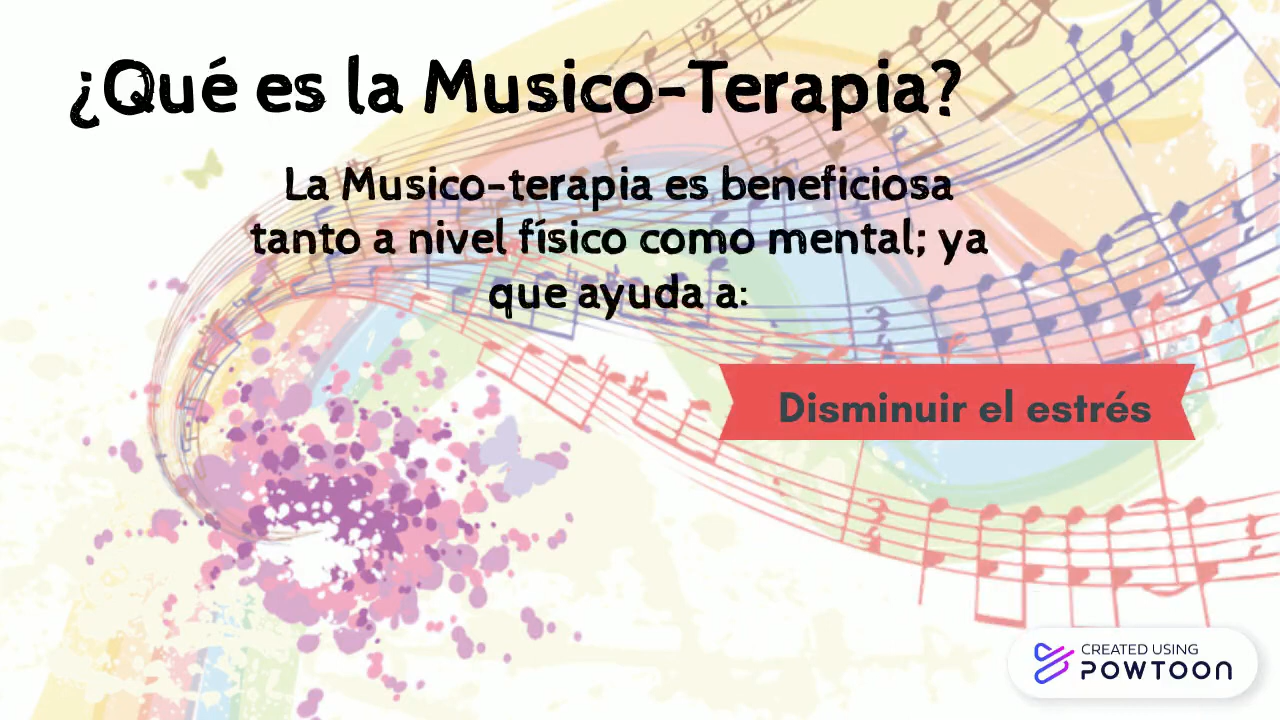 ¿Qué es la Musico-Terapia?
La Musico-terapia es beneficiosa
tanto a nivel físico como mental; ya
que ayuda a:
Disminuir el estrés
CREATED USING
POWTOON